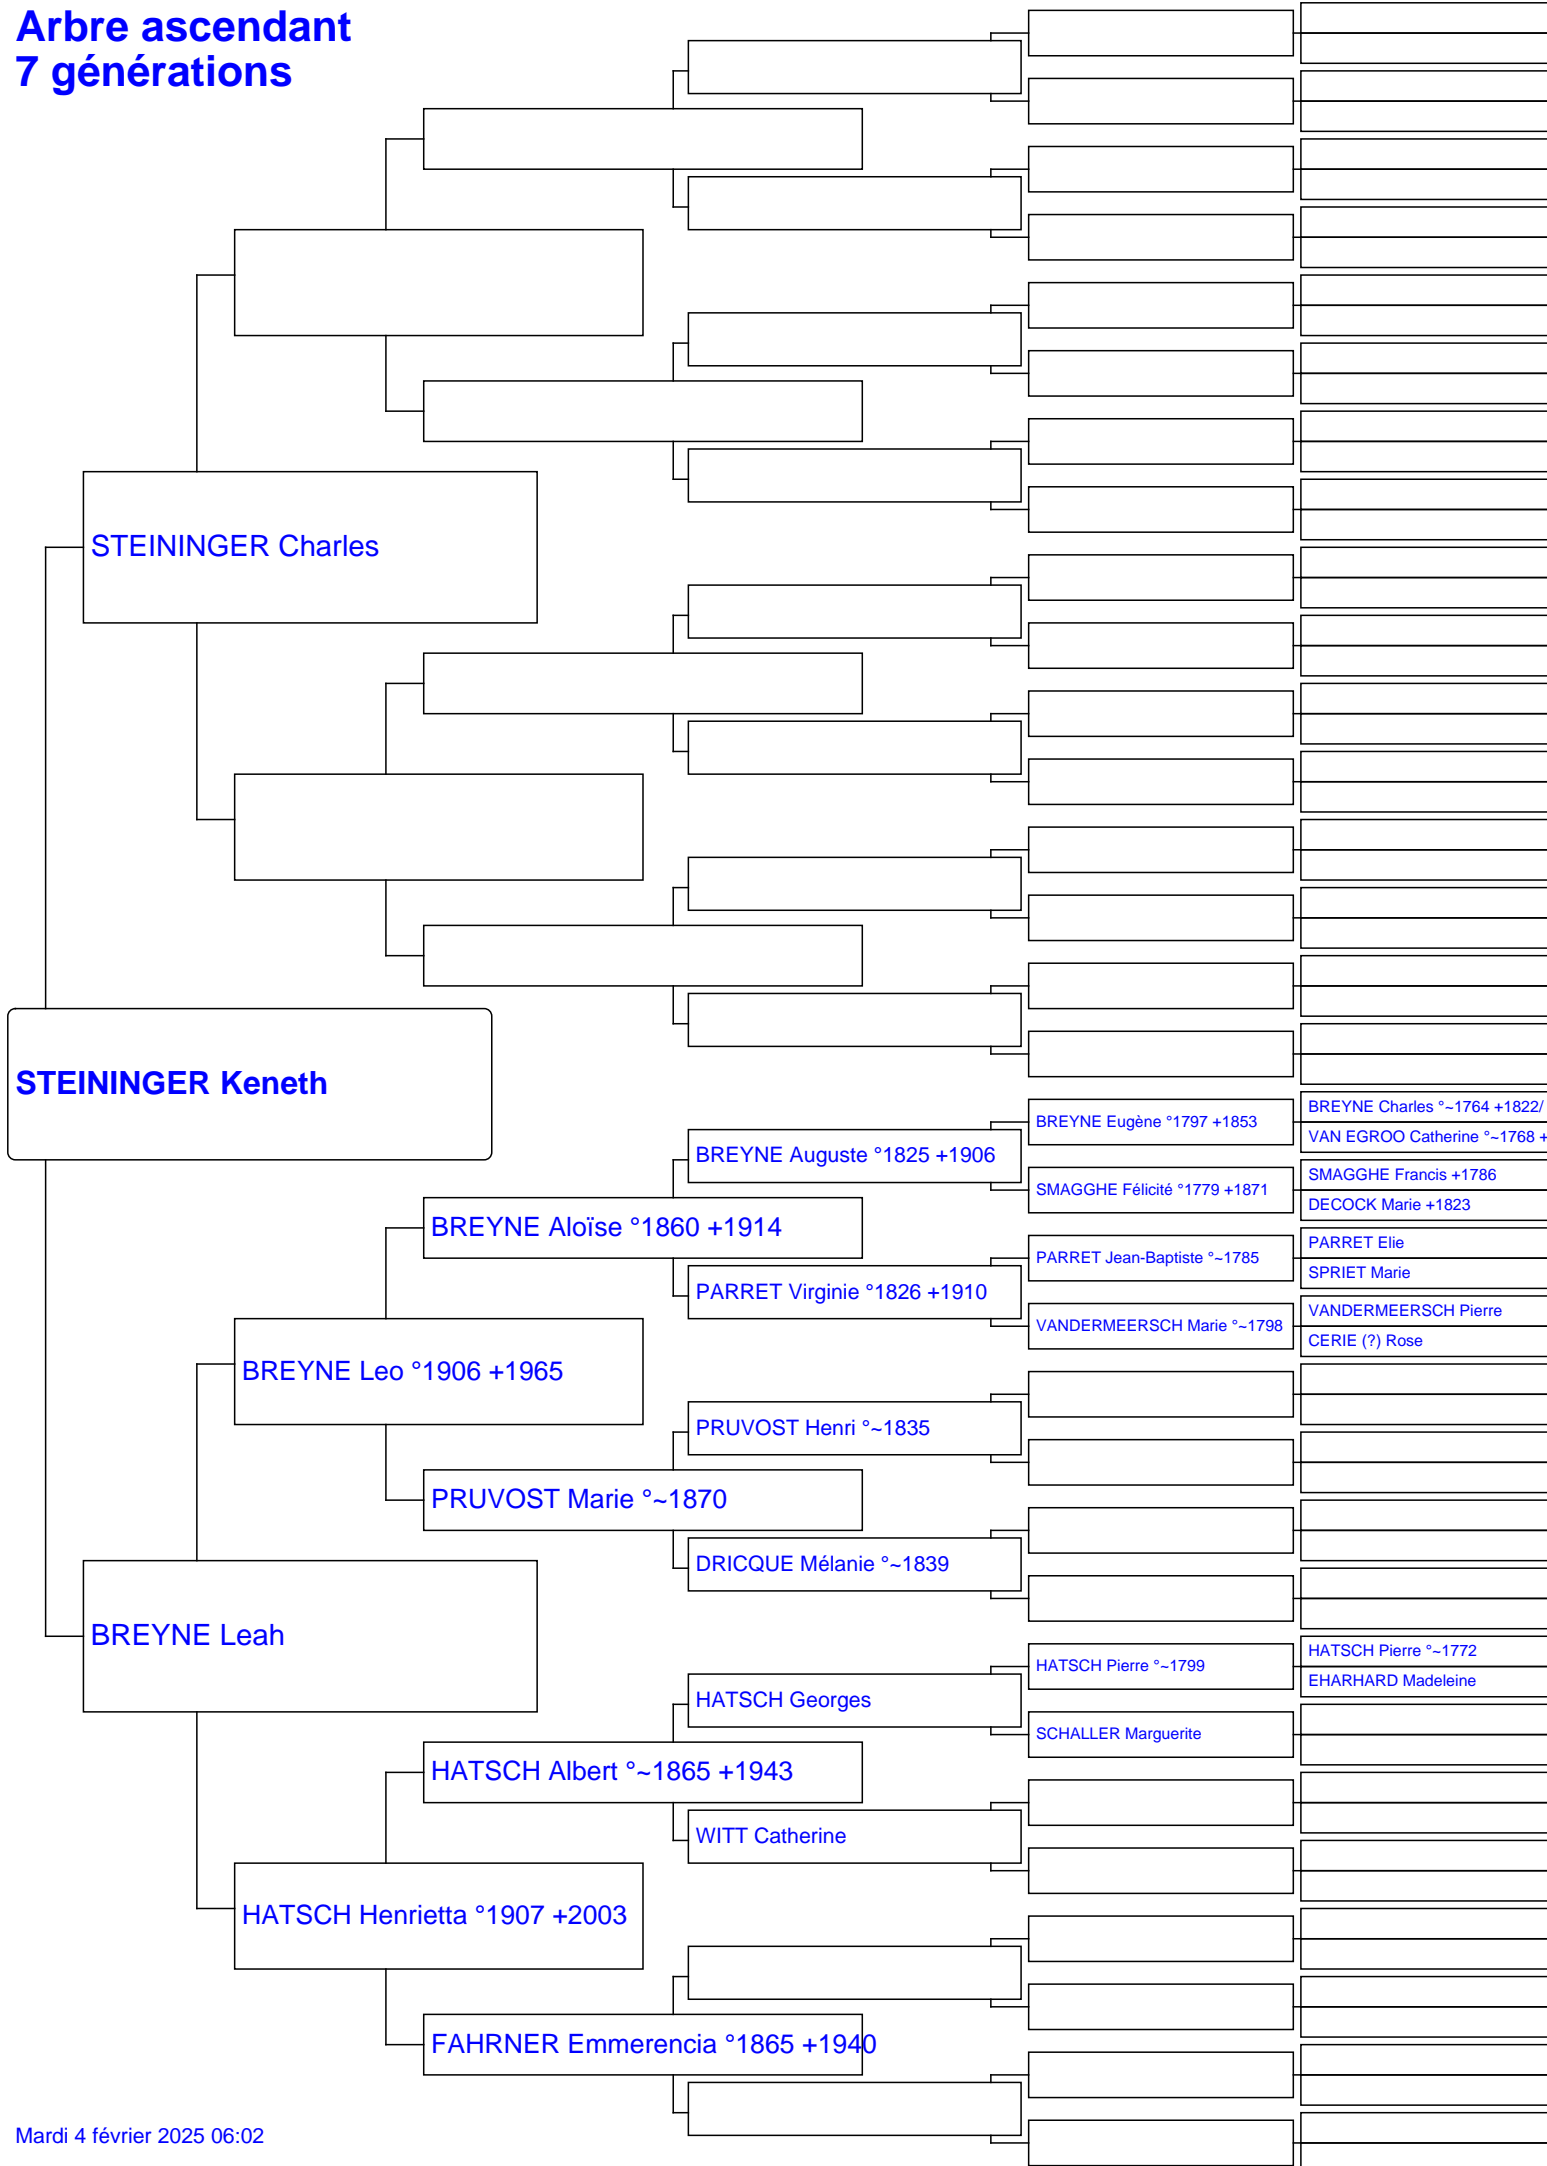 Arbre ascendant
7 générations
STEININGER Charles
STEININGER Keneth
BREYNE Charles °~1764 +1822/
BREYNE Eugène °1797 +1853
VAN EGROO Catherine °~1768 +
BREYNE Auguste °1825 +1906
SMAGGHE Francis +1786
SMAGGHE Félicité °1779 +1871
DECOCK Marie +1823
BREYNE Aloïse °1860 +1914
PARRET Elie
PARRET Jean-Baptiste °~1785
SPRIET Marie
PARRET Virginie °1826 +1910
VANDERMEERSCH Pierre
VANDERMEERSCH Marie °~1798
CERIE (?) Rose
BREYNE Leo °1906 +1965
PRUVOST Henri °~1835
PRUVOST Marie °~1870
DRICQUE Mélanie °~1839
BREYNE Leah
HATSCH Pierre °~1772
HATSCH Pierre °~1799
EHARHARD Madeleine
HATSCH Georges
SCHALLER Marguerite
HATSCH Albert °~1865 +1943
WITT Catherine
HATSCH Henrietta °1907 +2003
FAHRNER Emmerencia °1865 +1940
Mardi 4 février 2025 06:02